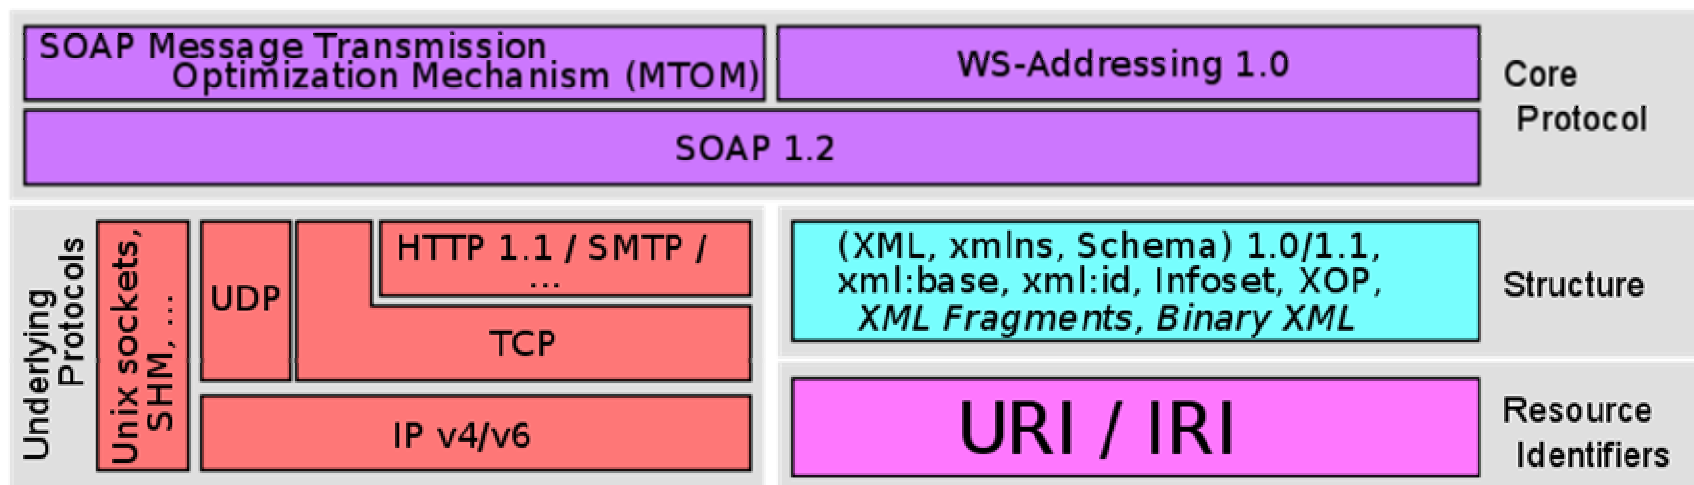 SOAP Message Transmission
Optimization Mechanism (MTOM)
WS-Addressing 1.0
Core
Protocol
SOAP 1.2
Underlying
Protocols
Unix sockets,
SHM, ...
UDP
HTTP 1.1 / SMTP /
...
TCP
IP v4/v6
(XML, xmlns, Schema) 1.0/1.1,
xml:base, xml:id, Infoset, XOP,
XML Fragments, Binary XML
Structure
URI / IRI
Resource
Identifiers